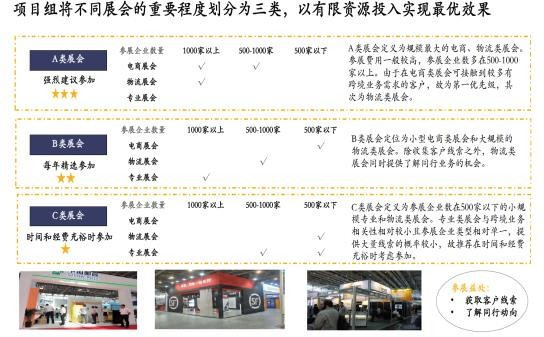 项目组将不同展会的重要程度划分为三类，以有限资源投入实现最优效果
A类展会
强烈建议参加
参展企业数量 1000家以上 500-1000家 500家以下
电商展会 ✓ ✓
物流展会 ✓
专业展会
A类展会定义为规模最大的电商、物流类展会。
参展费用一般较高，参展企业数多在500-1000
家以上。由于在电商类展会可接触到较多有
跨境业务需求的客户，故为第一优先级，其
次为物流类展会。
B类展会
每年精选参加
参展企业数量 1000家以上 500-1000家 500家以下
电商展会 ✓
物流展会 ✓
专业展会 ✓
B类展会定位为小型电商类展会和大规模的
物流类展会。除收集客户线索之外，物流类
展会同时提供了解同行业务的机会。
C类展会
时间和经费充裕时参加
参展企业数量 1000家以上 500-1000家 500家以下
电商展会
物流展会 ✓
专业展会 ✓ ✓
C类展会定义为参展企业数在500家以下的小规
模专业和物流类展会。专业类展会与跨境业务
相关性相对较小且参展企业类型相对单一，提
供大量线索的概率较小，故推荐在时间和经费
充裕时考虑参加。
参展益处：
• 获取客户线索
• 了解同行动向